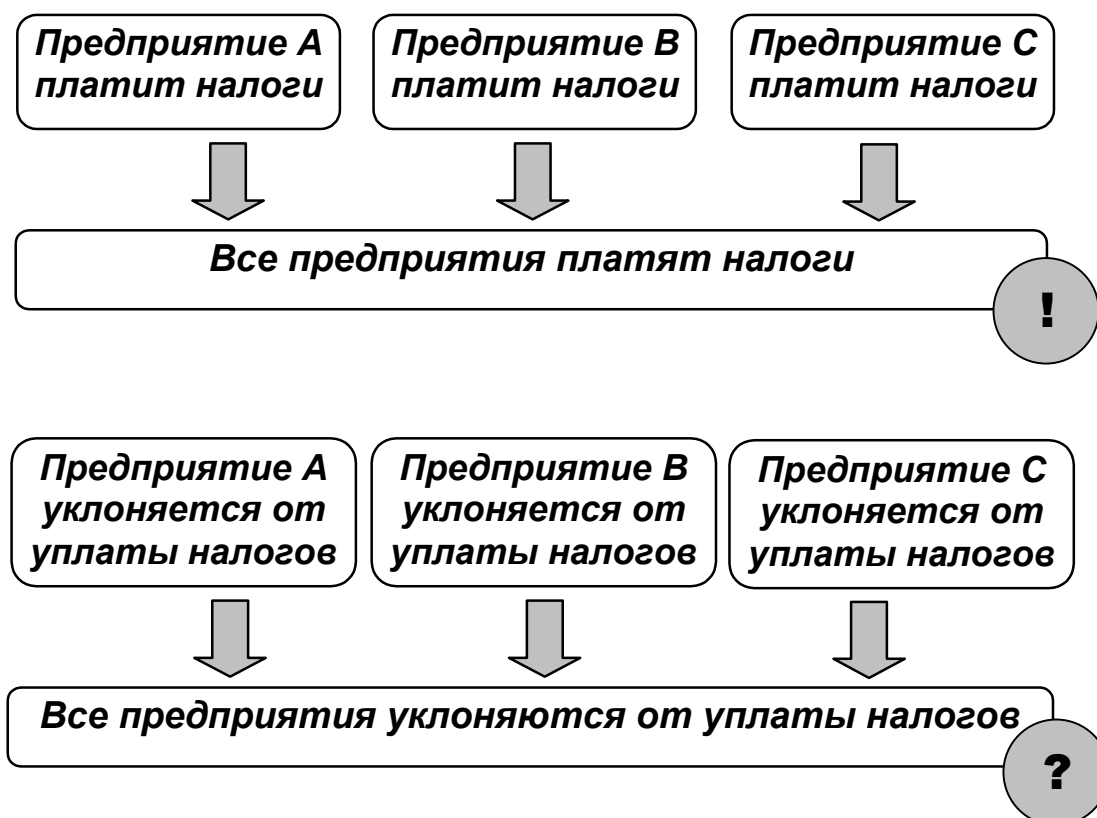 Предприятие А
платит налоги
Предприятие В
платит налоги
Предприятие С
платит налоги
Все предприятия платят налоги
!
Предприятие А
уклоняется от
уплаты налогов
Предприятие В
уклоняется от
уплаты налогов
Предприятие С
уклоняется от
уплаты налогов
Все предприятия уклоняются от уплаты налогов
?